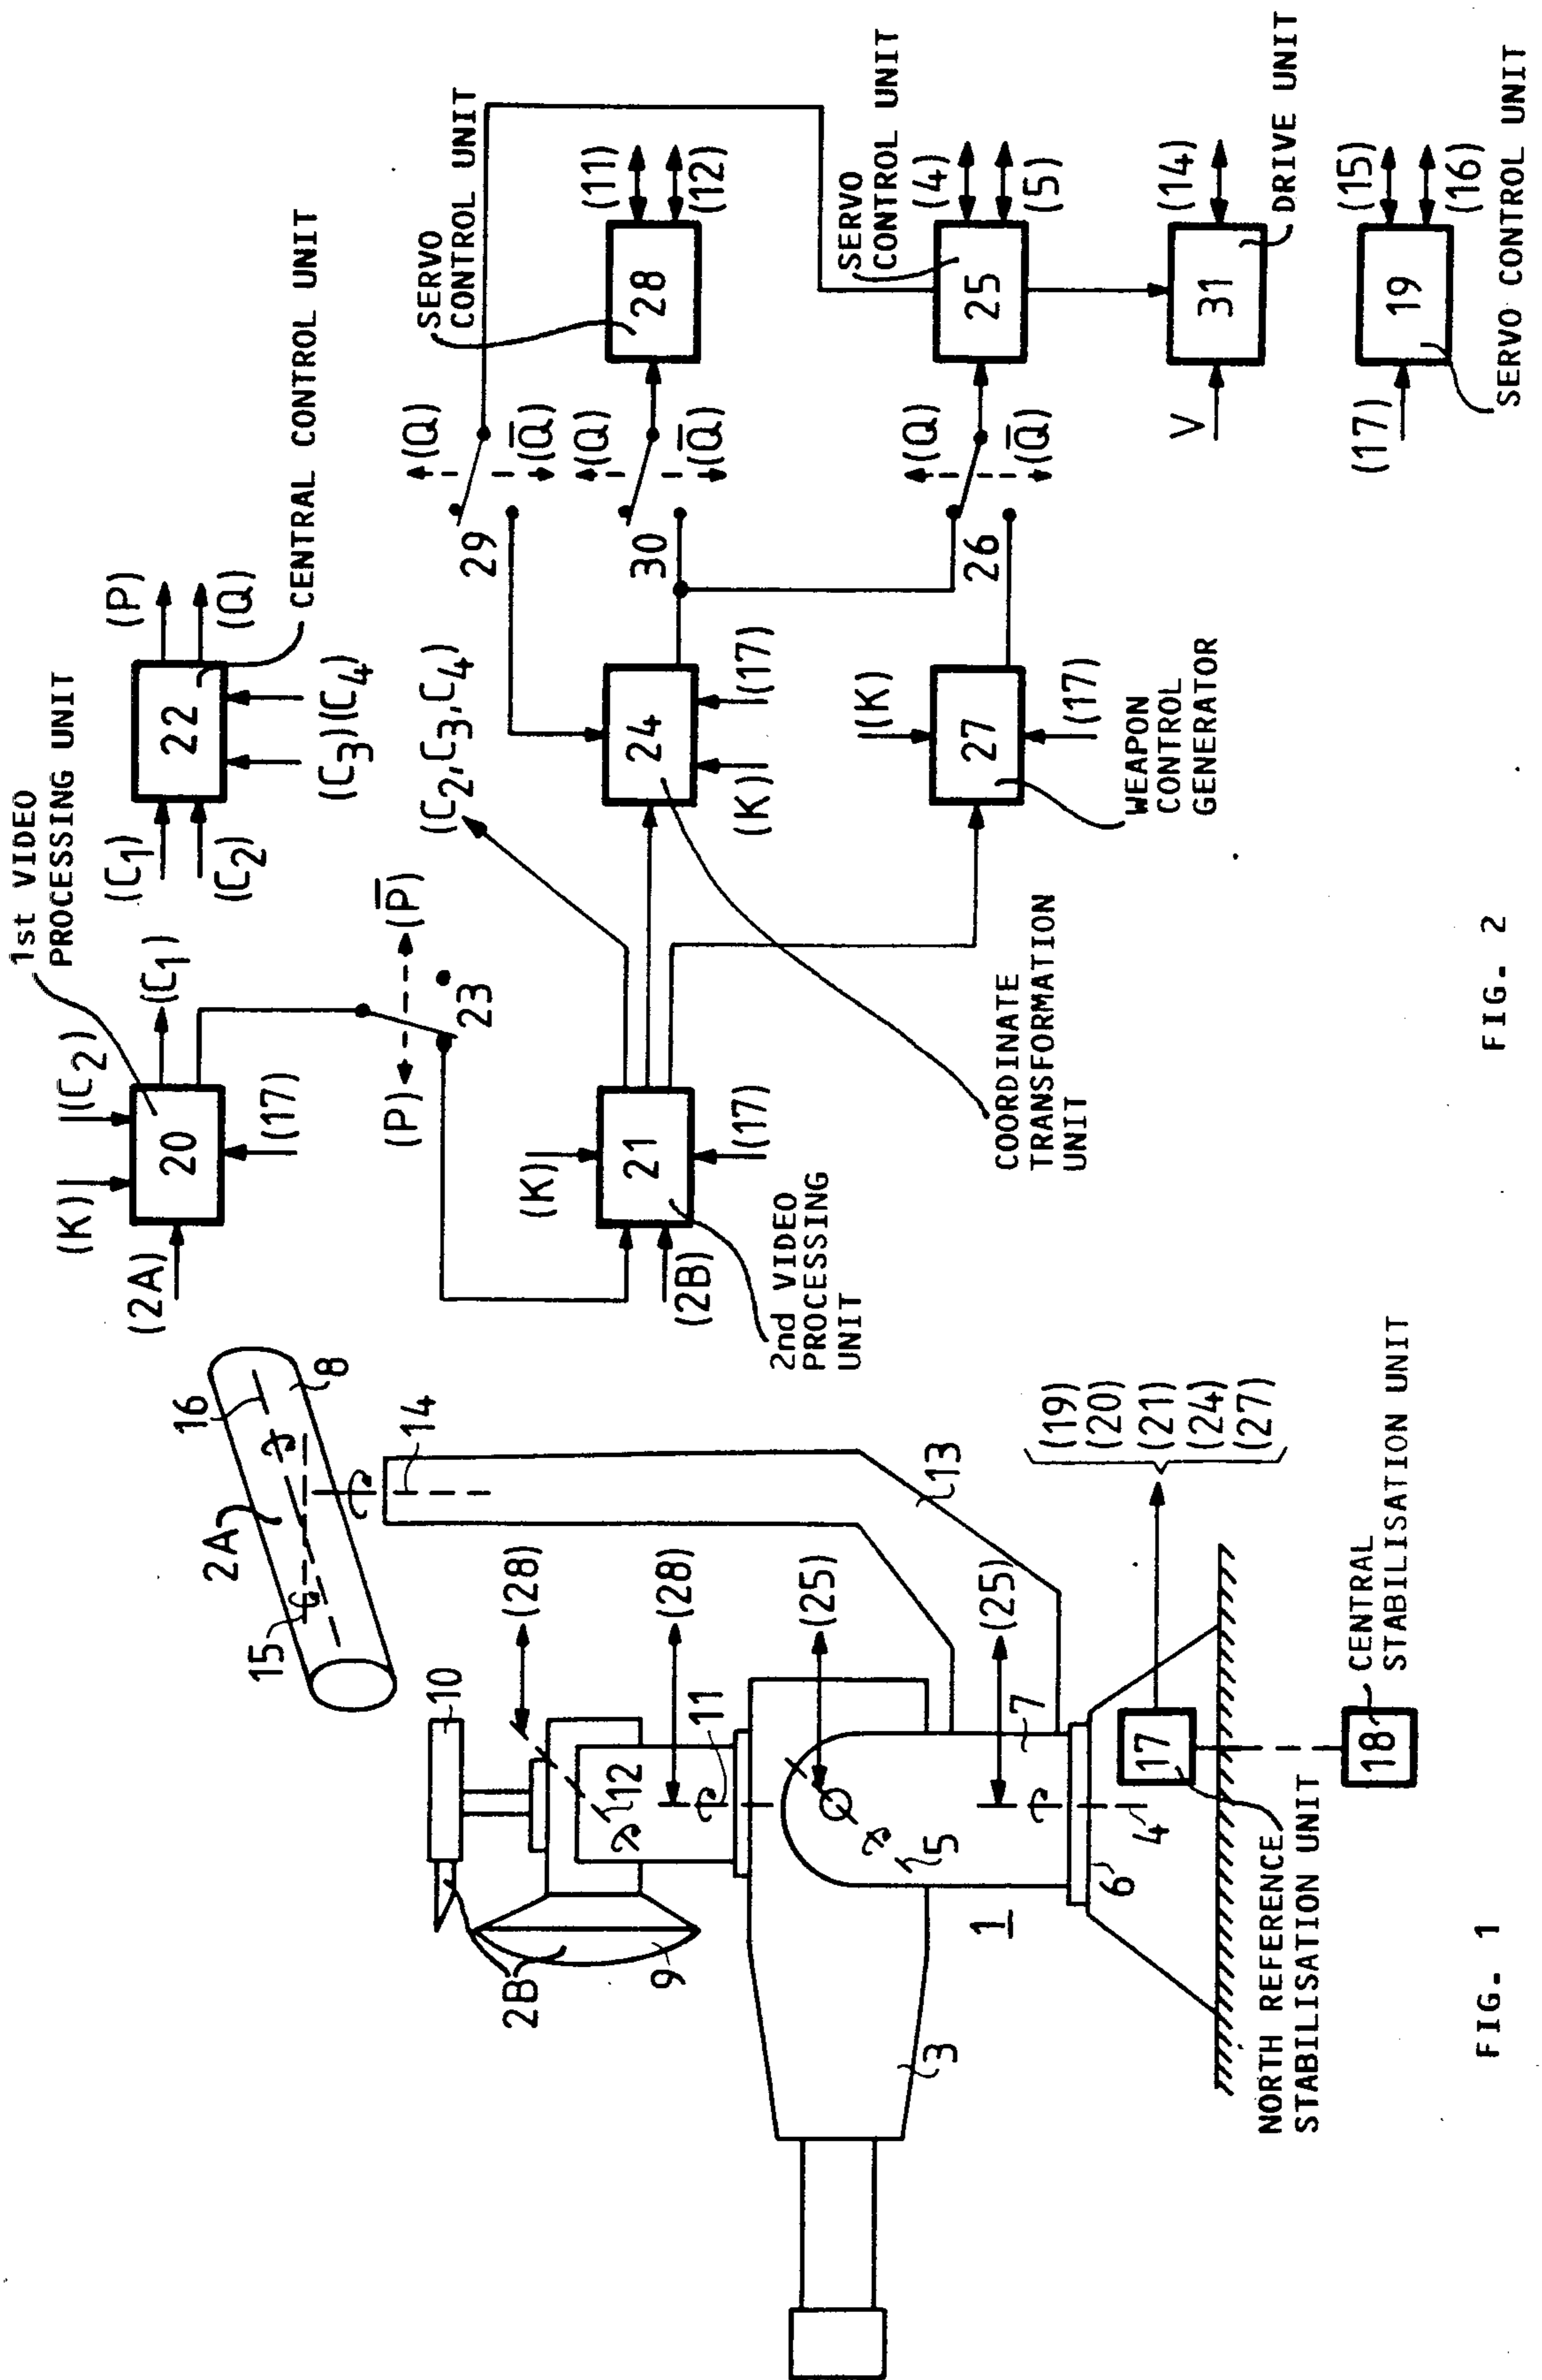 16
2A
15
8
14
10
(28)
(28)
(25)
(25)
13
2B
9
12
11
5
7
3
1
6
4
17
18
(19)
(20)
(21)
(24)
(27)
NORTH REFERENCE
STABILISATION UNIT
CENTRAL
STABILISATION UNIT
FIG. 1
1st VIDEO
PROCESSING UNIT
(K)
(C2)
(2A)
20
(C1)
(17)
(C1)
(C2)
22
(P)
(Q)
(C3)(C4)
CENTRAL CONTROL UNIT
(P)
(P̅)
23
(K)
21
(17)
(2B)
2nd VIDEO
PROCESSING
UNIT
(C2,C3,C4)
24
(K)
(17)
COORDINATE
TRANSFORMATION
UNIT
(K)
27
(17)
WEAPON
CONTROL
GENERATOR
29
(Q)
(Q̅)
30
(Q)
(Q̅)
26
(Q)
(Q̅)
SERVO
CONTROL UNIT
28
(11)
(12)
SERVO
CONTROL UNIT
25
(4)
(5)
V
31
(14)
DRIVE UNIT
(17)
19
(15)
(16)
SERVO CONTROL UNIT
FIG. 2